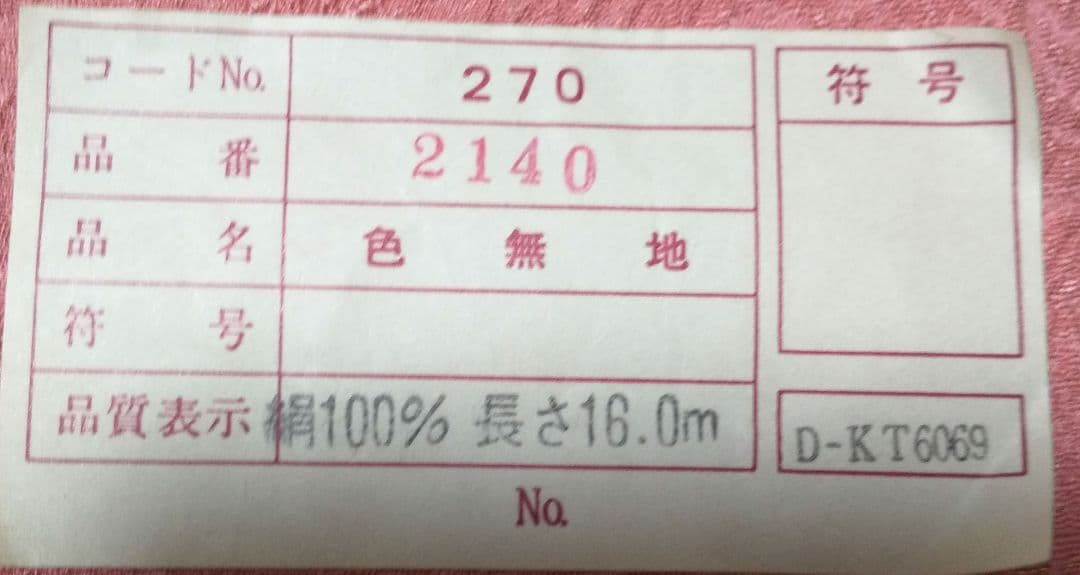 コードNo. 270
品番 2140
品名 色無地
符号
品質表示 絹100% 長さ16.0m
No.
符号
D-KT6069